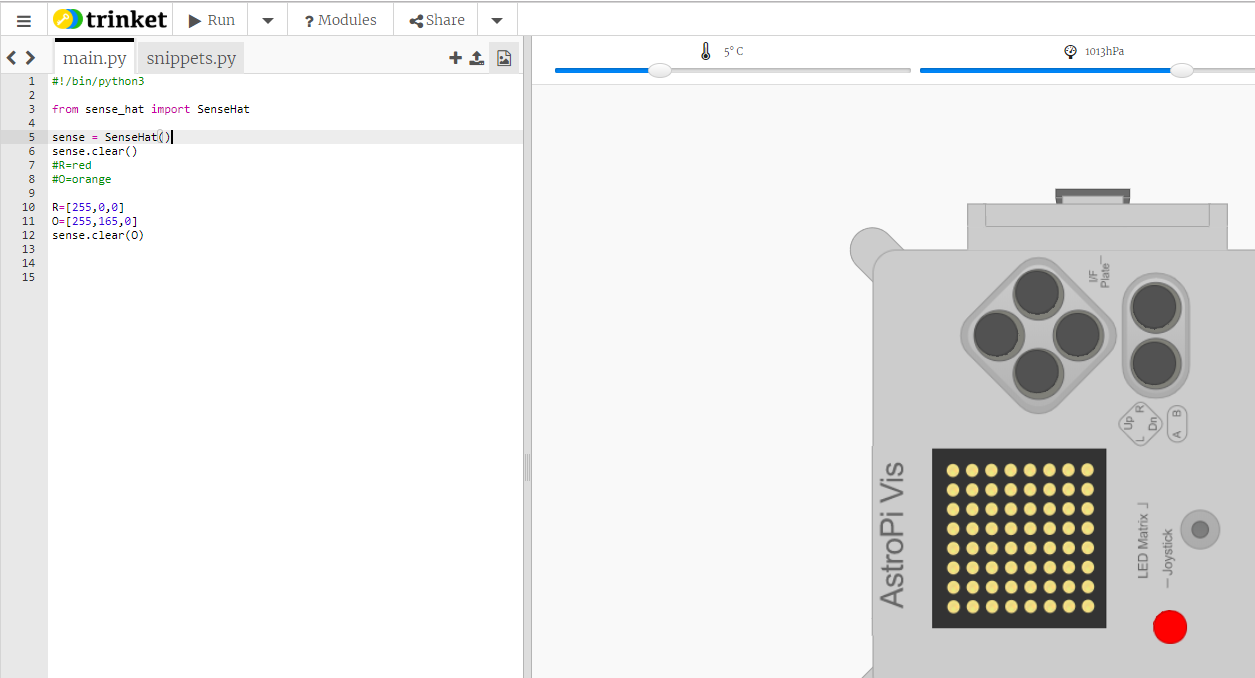 trinket
Run
? Modules
Share
main.py
snippets.py
5°C
1013hPa
1 #!/bin/python3
2
3 from sense_hat import SenseHat
4
5 sense = SenseHat()
6 sense.clear()
7 #R=red
8 #O=orange
9
10 R=[255,0,0]
11 O=[255,165,0]
12 sense.clear(O)
13
14
15
I/F
Plate
Up
R
L
Dn
A
B
AstroPi Vis
LED Matrix
Joystick